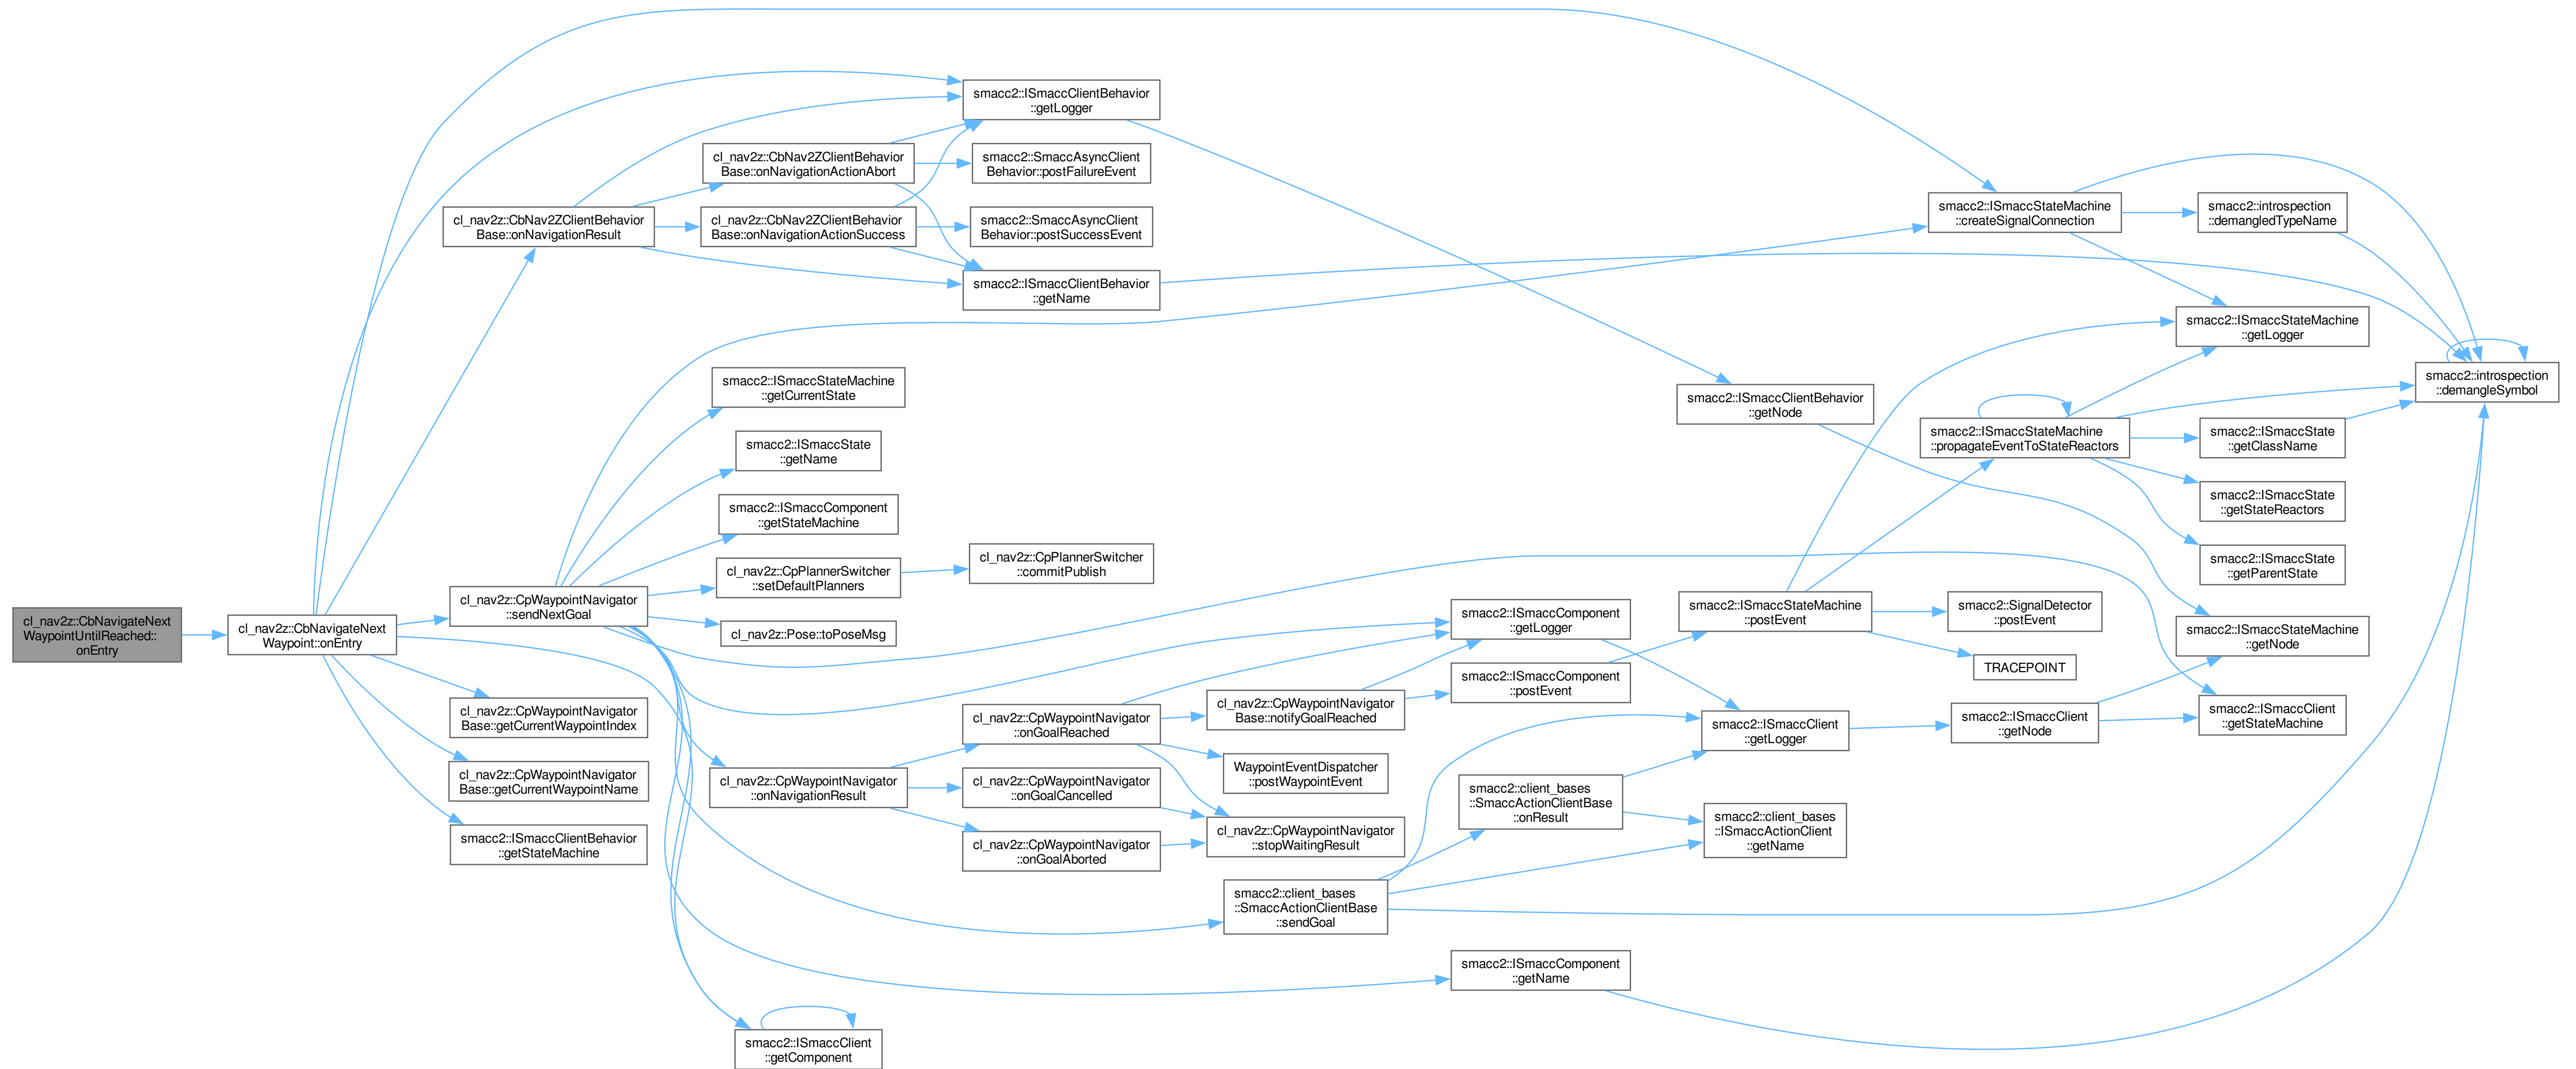 cl_nav2z::CbNavigateNext
WaypointUntilReached::
onEntry
cl_nav2z::CbNavigateNext
Waypoint::onEntry
cl_nav2z::CbNav2ZClientBehavior
Base::onNavigationResult
cl_nav2z::CpWaypointNavigator
::sendNextGoal
cl_nav2z::CpWaypointNavigator
Base::getCurrentWaypointIndex
cl_nav2z::CpWaypointNavigator
Base::getCurrentWaypointName
smacc2::ISmaccClientBehavior
::getStateMachine
cl_nav2z::CbNav2ZClientBehavior
Base::onNavigationActionAbort
cl_nav2z::CbNav2ZClientBehavior
Base::onNavigationActionSuccess
smacc2::ISmaccStateMachine
::getCurrentState
smacc2::ISmaccState
::getName
smacc2::ISmaccComponent
::getStateMachine
cl_nav2z::CpPlannerSwitcher
::setDefaultPlanners
cl_nav2z::Pose::toPoseMsg
cl_nav2z::CpWaypointNavigator
::onNavigationResult
smacc2::ISmaccClient
::getComponent
smacc2::ISmaccClientBehavior
::getLogger
smacc2::SmaccAsyncClient
Behavior::postFailureEvent
smacc2::SmaccAsyncClient
Behavior::postSuccessEvent
smacc2::ISmaccClientBehavior
::getName
cl_nav2z::CpPlannerSwitcher
::commitPublish
cl_nav2z::CpWaypointNavigator
::onGoalReached
cl_nav2z::CpWaypointNavigator
::onGoalCancelled
cl_nav2z::CpWaypointNavigator
::onGoalAborted
cl_nav2z::CpWaypointNavigator
Base::notifyGoalReached
WaypointEventDispatcher
::postWaypointEvent
cl_nav2z::CpWaypointNavigator
::stopWaitingResult
smacc2::client_bases
::SmaccActionClientBase
::sendGoal
smacc2::ISmaccComponent
::getLogger
smacc2::ISmaccComponent
::postEvent
smacc2::client_bases
::SmaccActionClientBase
::onResult
smacc2::ISmaccComponent
::getName
smacc2::ISmaccClientBehavior
::getNode
smacc2::ISmaccStateMachine
::postEvent
smacc2::ISmaccClient
::getLogger
smacc2::client_bases
::ISmaccActionClient
::getName
smacc2::ISmaccStateMachine
::createSignalConnection
smacc2::ISmaccStateMachine
::propagateEventToStateReactors
smacc2::SignalDetector
::postEvent
TRACEPOINT
smacc2::ISmaccClient
::getNode
smacc2::introspection
::demangledTypeName
smacc2::ISmaccStateMachine
::getLogger
smacc2::ISmaccState
::getClassName
smacc2::ISmaccState
::getStateReactors
smacc2::ISmaccState
::getParentState
smacc2::ISmaccStateMachine
::getNode
smacc2::ISmaccClient
::getStateMachine
smacc2::introspection
::demangleSymbol